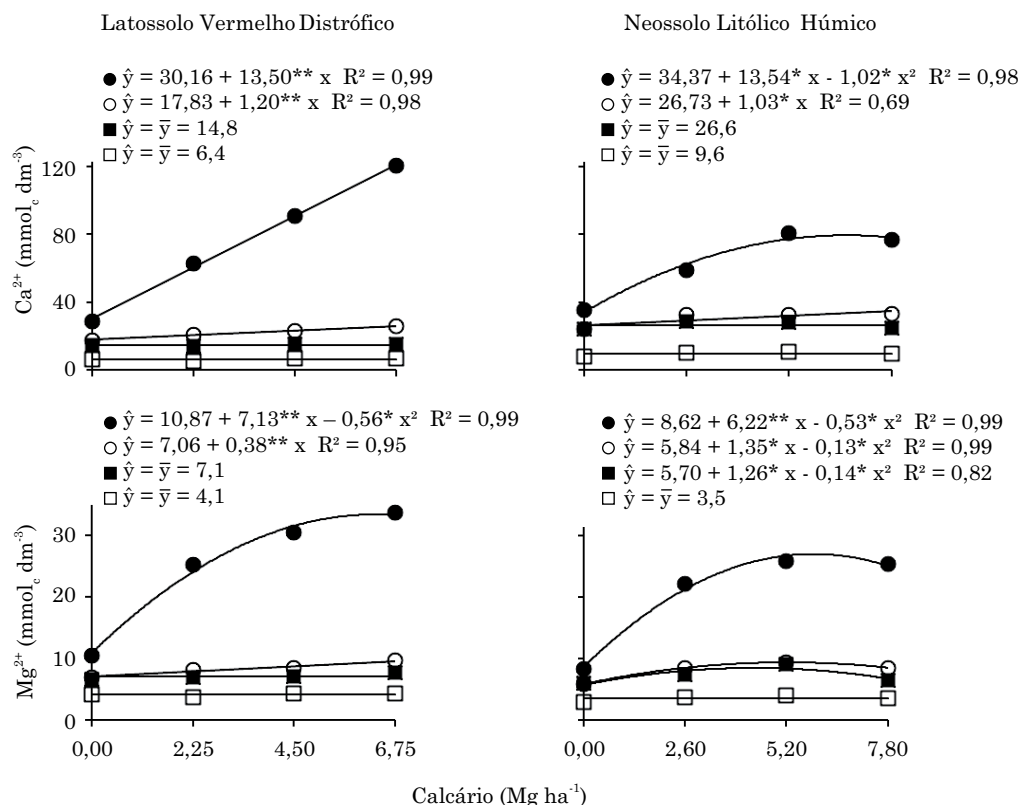 Latossolo Vermelho Distrófico
ŷ = 30,16 + 13,50** x R² = 0,99
ŷ = 17,83 + 1,20** x R² = 0,98
ŷ = y̅ = 14,8
ŷ = y̅ = 6,4
Neossolo Litólico Húmico
ŷ = 34,37 + 13,54* x - 1,02* x² R² = 0,98
ŷ = 26,73 + 1,03* x R² = 0,69
ŷ = y̅ = 26,6
ŷ = y̅ = 9,6
Ca²⁺ (mmol꜀ dm⁻³)
120
80
40
0
ŷ = 10,87 + 7,13** x – 0,56* x² R² = 0,99
ŷ = 7,06 + 0,38** x R² = 0,95
ŷ = y̅ = 7,1
ŷ = y̅ = 4,1
ŷ = 8,62 + 6,22** x - 0,53* x² R² = 0,99
ŷ = 5,84 + 1,35* x - 0,13* x² R² = 0,99
ŷ = 5,70 + 1,26* x - 0,14* x² R² = 0,82
ŷ = y̅ = 3,5
Mg²⁺ (mmol꜀ dm⁻³)
30
20
10
0
0,00 2,25 4,50 6,75
0,00 2,60 5,20 7,80
Calcário (Mg ha⁻¹)